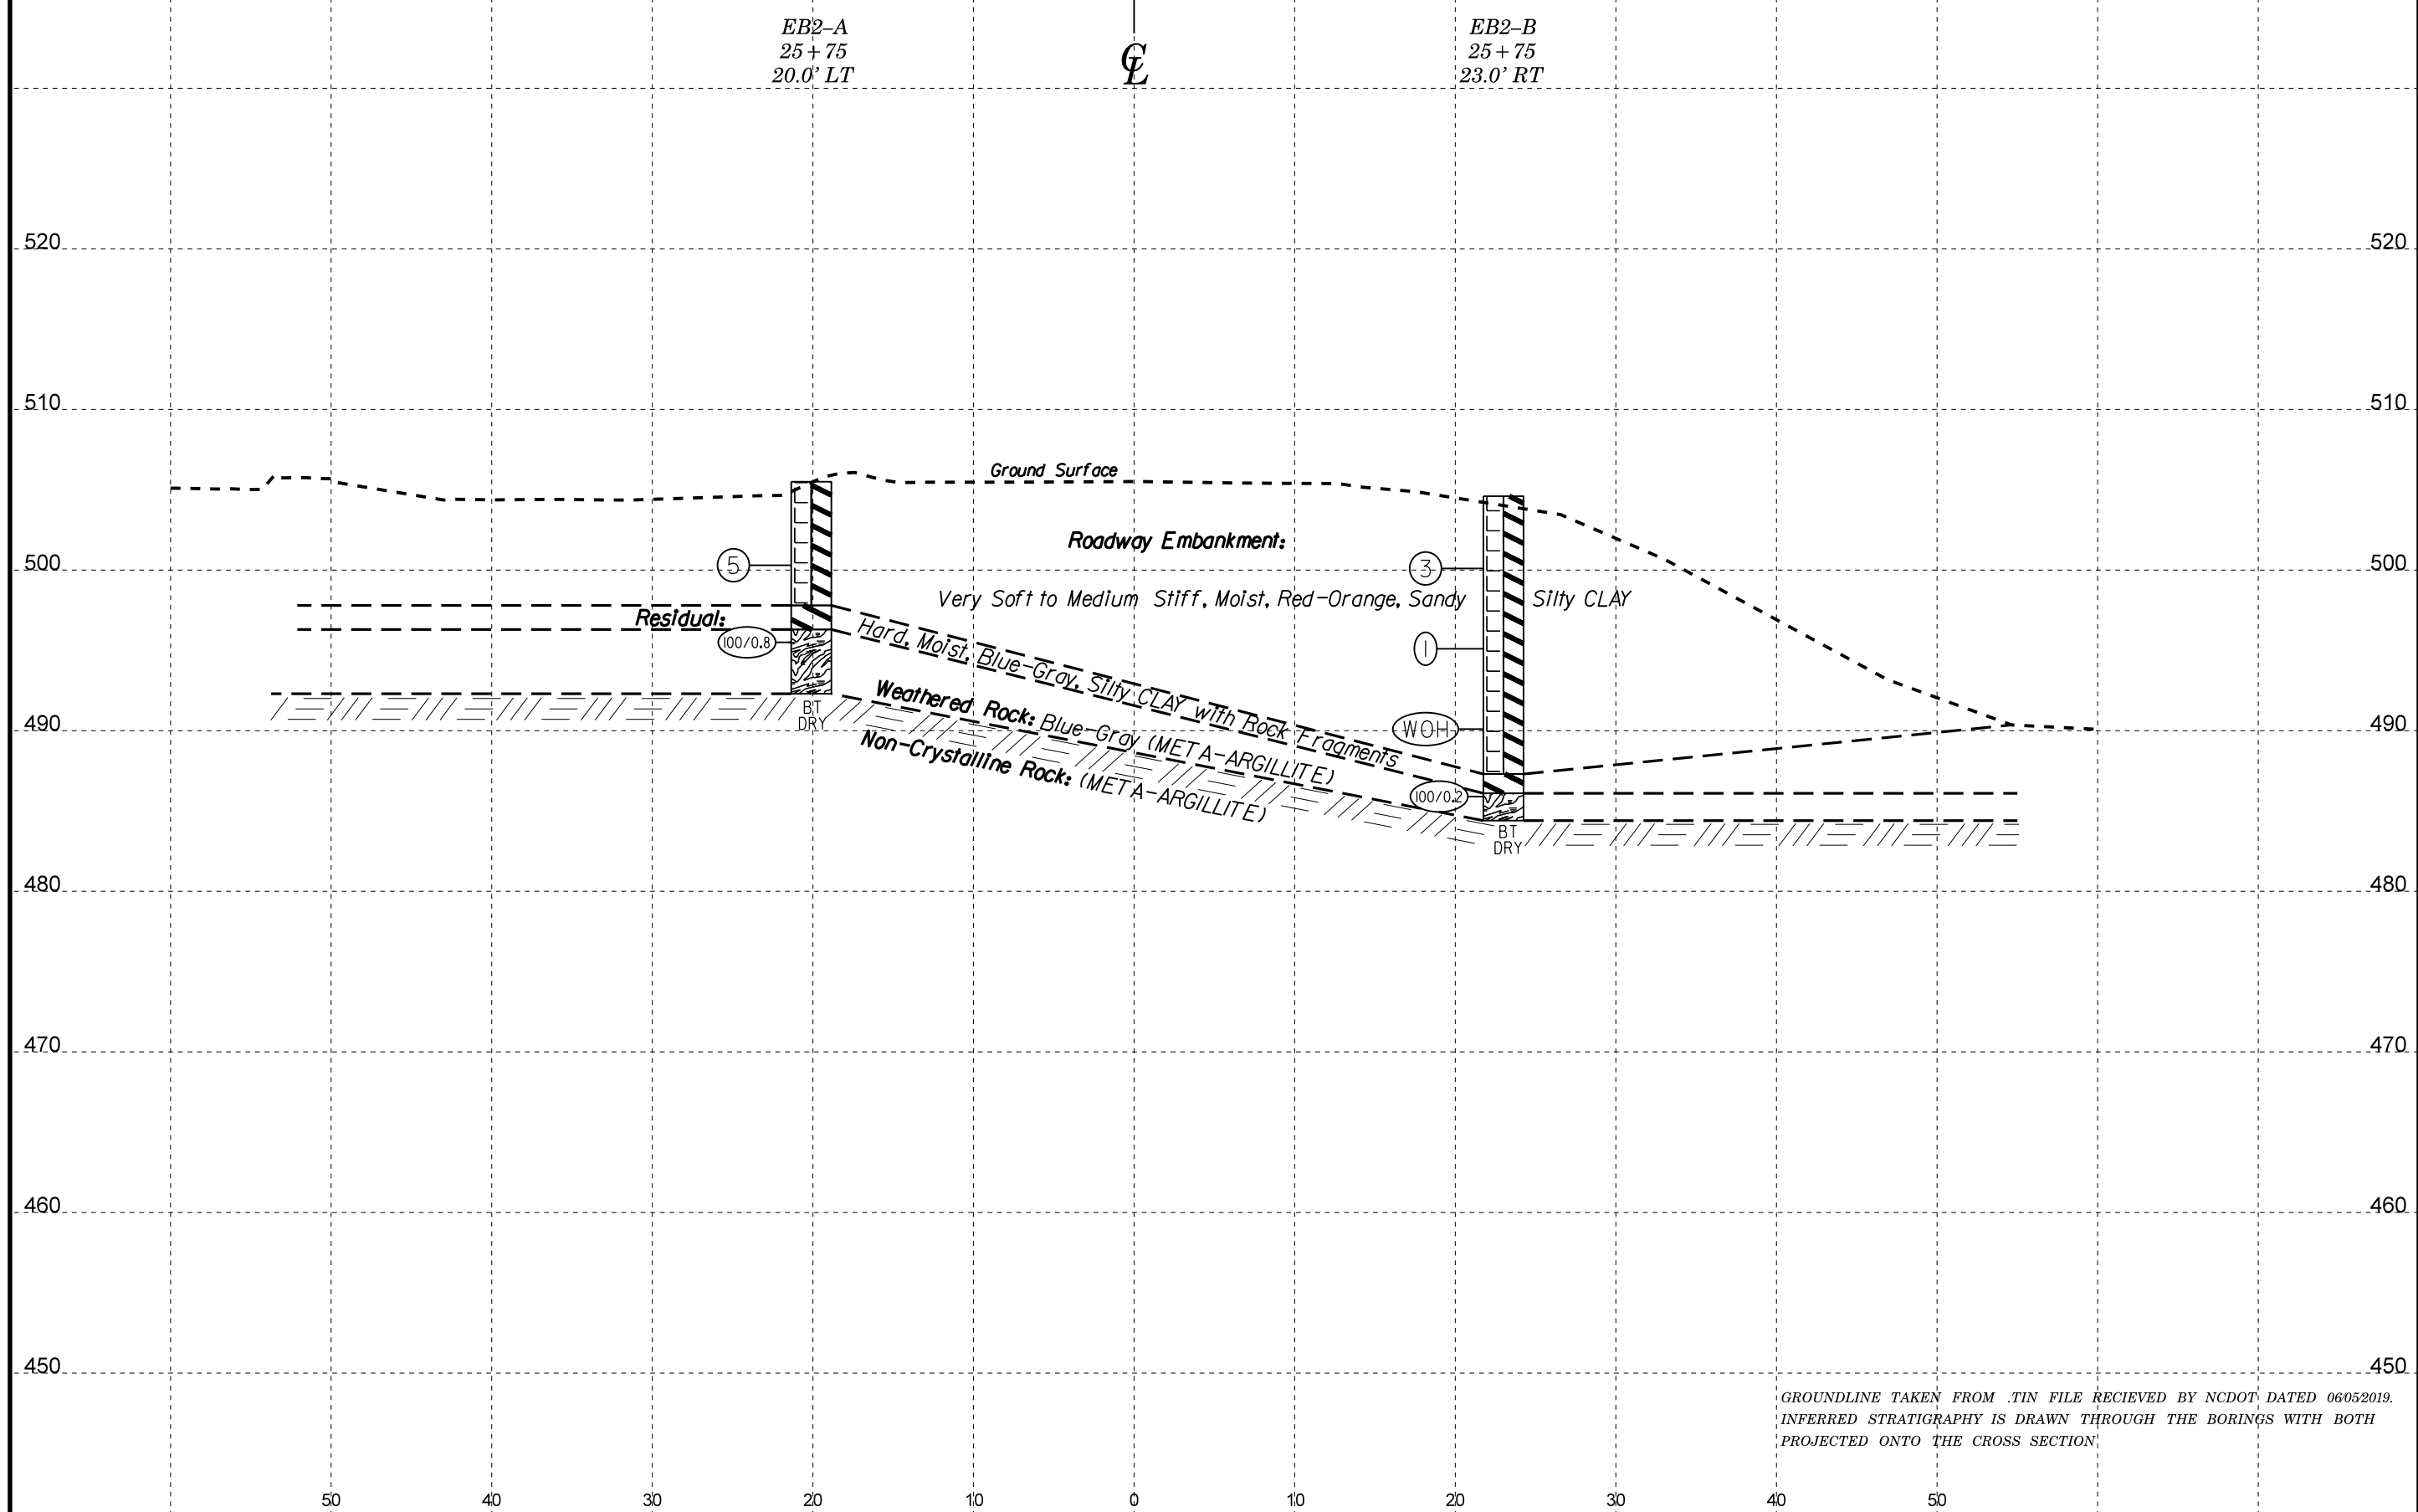 EB2–A
25+75
20.0' LT
℄
EB2–B
25+75
23.0' RT
520 520
510 510
Ground Surface
Roadway Embankment:
500 5 3 500
Very Soft to Medium Stiff, Moist, Red-Orange, Sandy Silty CLAY
Residual:
100/0.8
1
Hard, Moist, Blue-Gray, Silty CLAY with Rock Fragments
Weathered Rock: Blue-Gray (META-ARGILLITE)
Non-Crystalline Rock: (META-ARGILLITE)
BT
DRY
490 WOH 490
100/0.2
BT
DRY
480 480
470 470
460 460
450 450
GROUNDLINE TAKEN FROM .TIN FILE RECIEVED BY NCDOT DATED 06/05/2019.
INFERRED STRATIGRAPHY IS DRAWN THROUGH THE BORINGS WITH BOTH
PROJECTED ONTO THE CROSS SECTION
50 40 30 20 10 0 10 20 30 40 50